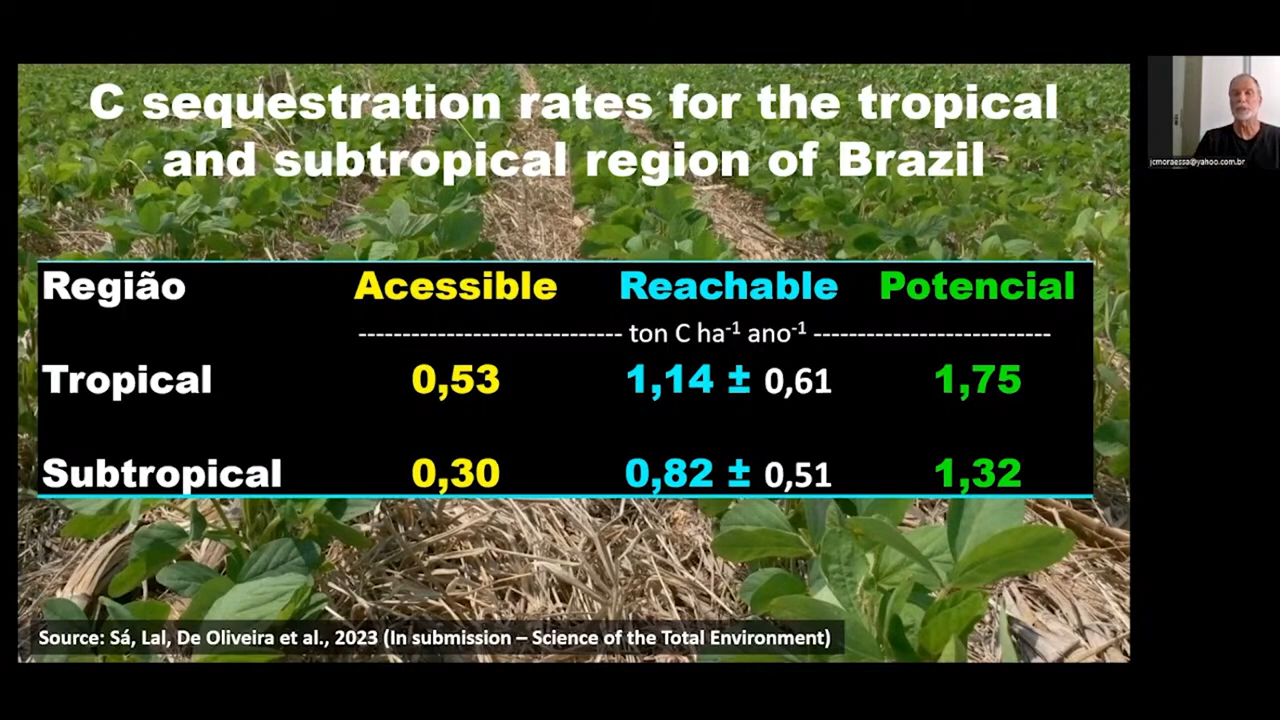 C sequestration rates for the tropical
and subtropical region of Brazil
jcmoraessa@yahoo.com.br
Região Acessible Reachable Potencial
------------------------------ ton C ha⁻¹ ano⁻¹ ---------------------------
Tropical 0,53 1,14 ± 0,61 1,75
Subtropical 0,30 0,82 ± 0,51 1,32
Source: Sá, Lal, De Oliveira et al., 2023 (In submission – Science of the Total Environment)